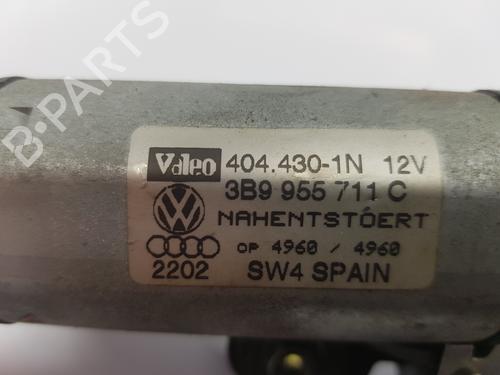 B-PARTS
Valeo 404.430-1N 12V
3B9 955 711 C
NAHENTSTÓERT
OP 4960 / 4960
2202 SW4 SPAIN